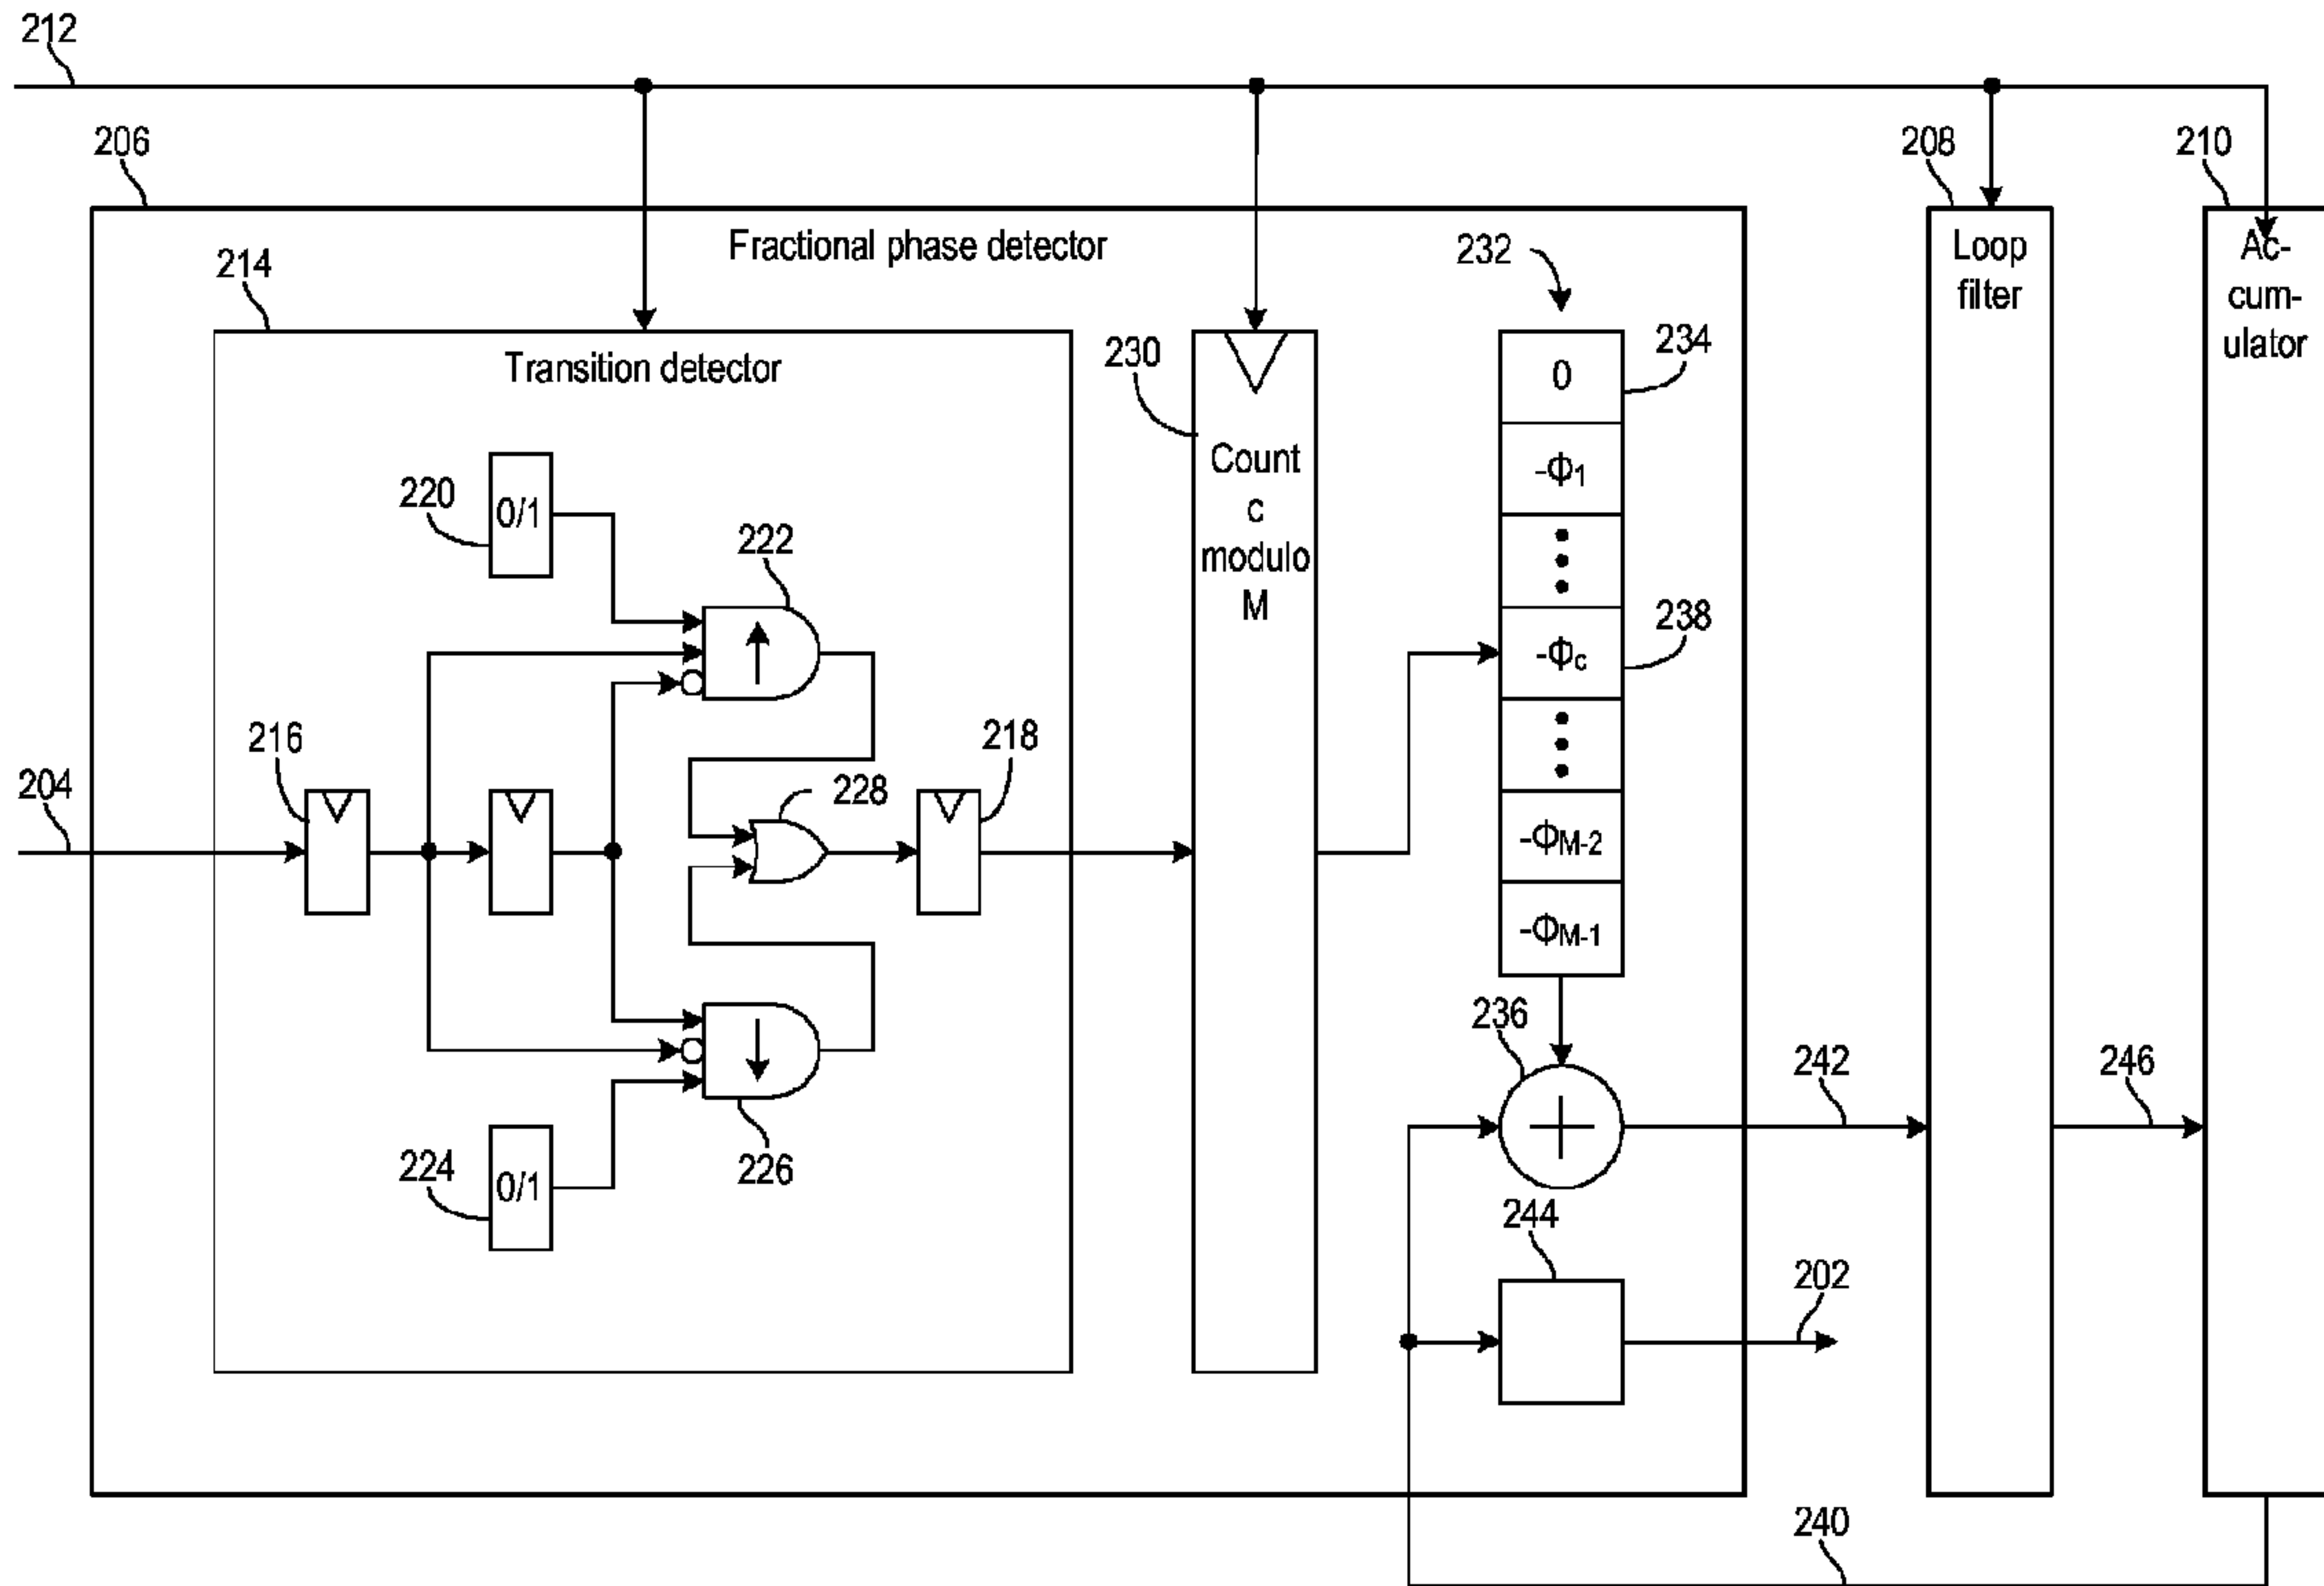 212
206
208
210
Fractional phase detector
232
Loop
filter
Ac-
cum-
ulator
214
Transition detector
230
234
0
Count
c
modulo
M
-Φ1
220
0/1
222
238
-Φc
216
218
204
228
-ΦM-2
-ΦM-1
236
242
246
224
0/1
226
244
202
240